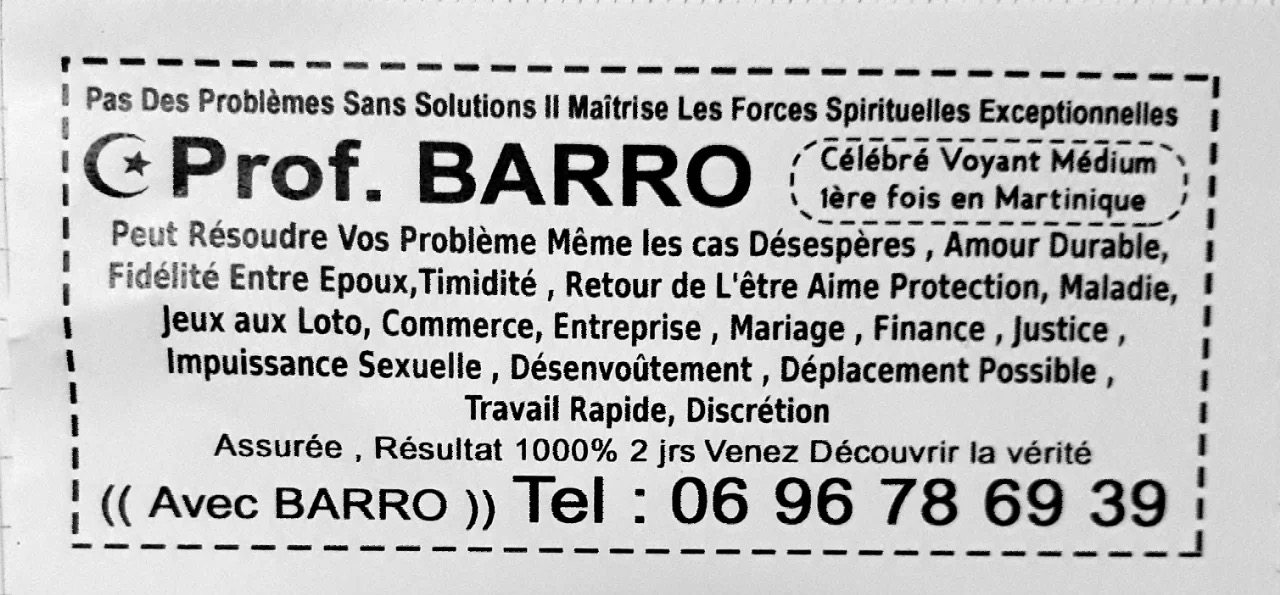 Pas Des Problèmes Sans Solutions Il Maîtrise Les Forces Spirituelles Exceptionnelles
Prof. BARRO
Célébré Voyant Médium
1ère fois en Martinique
Peut Résoudre Vos Problème Même les cas Désespères , Amour Durable,
Fidélité Entre Epoux,Timidité , Retour de L'être Aime Protection, Maladie,
Jeux aux Loto, Commerce, Entreprise , Mariage , Finance , Justice ,
Impuissance Sexuelle , Désenvoûtement , Déplacement Possible ,
Travail Rapide, Discrétion
Assurée , Résultat 1000% 2 jrs Venez Découvrir la vérité
(( Avec BARRO )) Tel : 06 96 78 69 39